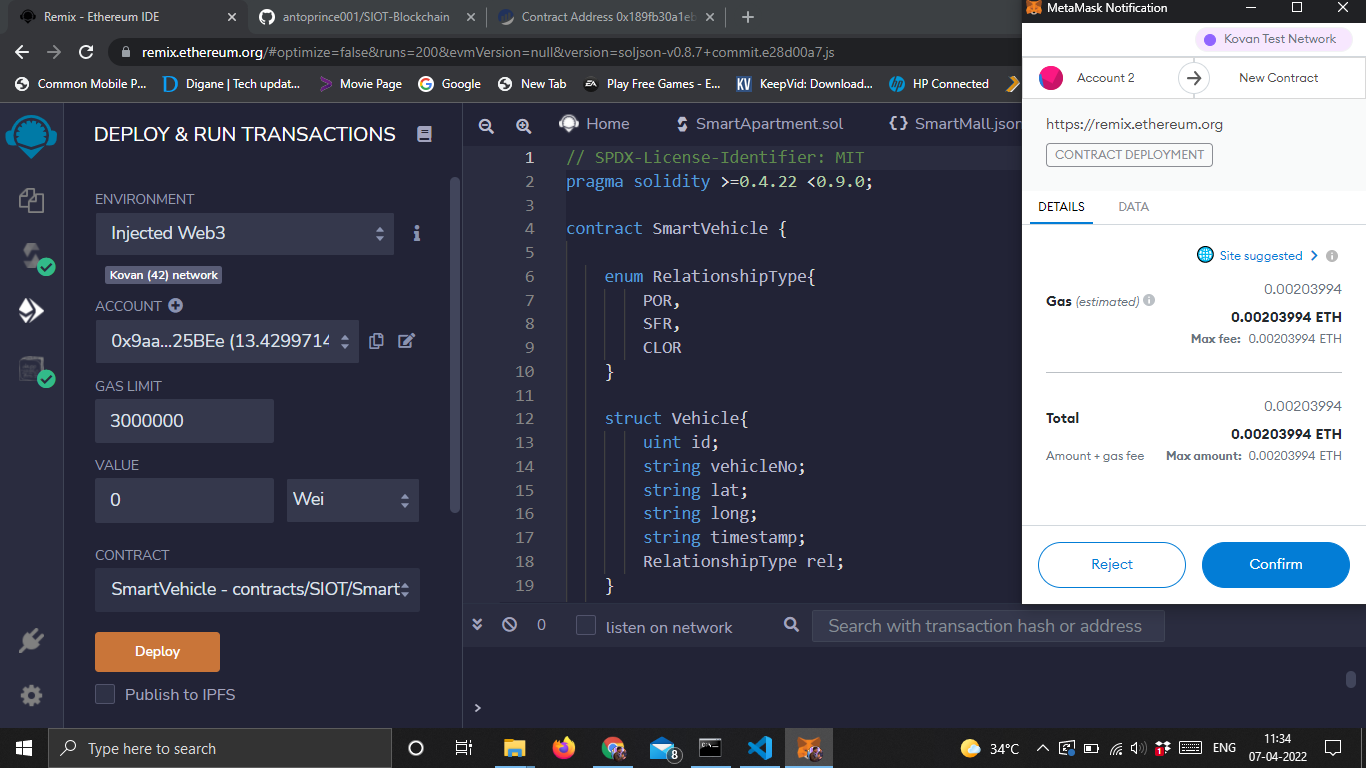 Remix - Ethereum IDE
antoprince001/SIOT-Blockchain
Contract Address 0x189fb30a1eb
MetaMask Notification
remix.ethereum.org/#optimize=false&runs=200&evmVersion=null&version=soljson-v0.8.7+commit.e28d00a7.js
Common Mobile P...
Digane | Tech updat...
Movie Page
Google
New Tab
Play Free Games - E...
KeepVid: Download...
HP Connected
DEPLOY & RUN TRANSACTIONS
ENVIRONMENT
Injected Web3
Kovan (42) network
ACCOUNT
0x9aa...25BEe (13.4299714
GAS LIMIT
3000000
VALUE
0
Wei
CONTRACT
SmartVehicle - contracts/SIOT/Smart
Deploy
Publish to IPFS
Home
SmartApartment.sol
{} SmartMall.json
1 // SPDX-License-Identifier: MIT
2 pragma solidity >=0.4.22 <0.9.0;
3
4 contract SmartVehicle {
5
6 enum RelationshipType{
7 POR,
8 SFR,
9 CLOR
10 }
11
12 struct Vehicle{
13 uint id;
14 string vehicleNo;
15 string lat;
16 string long;
17 string timestamp;
18 RelationshipType rel;
19 }
0
listen on network
Search with transaction hash or address
>
Kovan Test Network
Account 2
New Contract
https://remix.ethereum.org
CONTRACT DEPLOYMENT
DETAILS
DATA
Site suggested >
0.00203994
Gas (estimated)
0.00203994 ETH
Max fee: 0.00203994 ETH
0.00203994
Total
0.00203994 ETH
Amount + gas fee
Max amount: 0.00203994 ETH
Reject
Confirm
Type here to search
8
34°C
1
ENG
11:34
07-04-2022